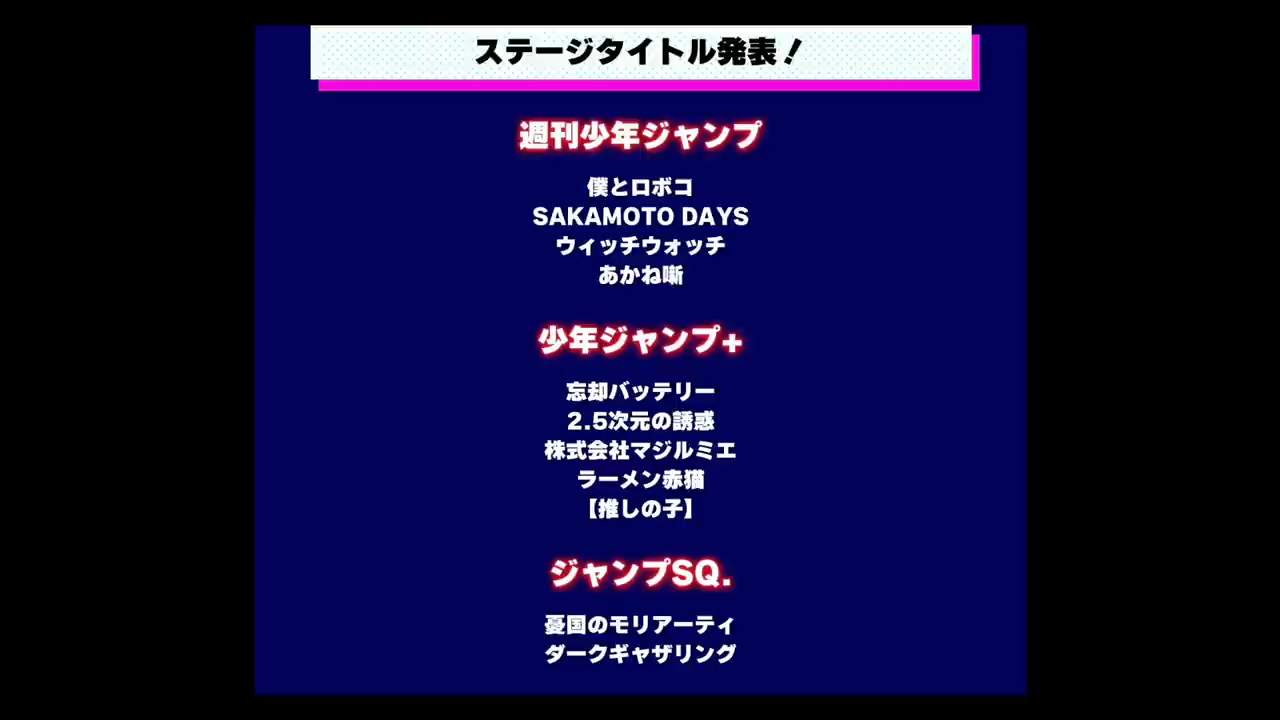 ステージタイトル発表！
週刊少年ジャンプ
僕とロボコ
SAKAMOTO DAYS
ウィッチウォッチ
あかね噺
少年ジャンプ+
忘却バッテリー
2.5次元の誘惑
株式会社マジルミエ
ラーメン赤猫
【推しの子】
ジャンプSQ.
憂国のモリアーティ
ダークギャザリング